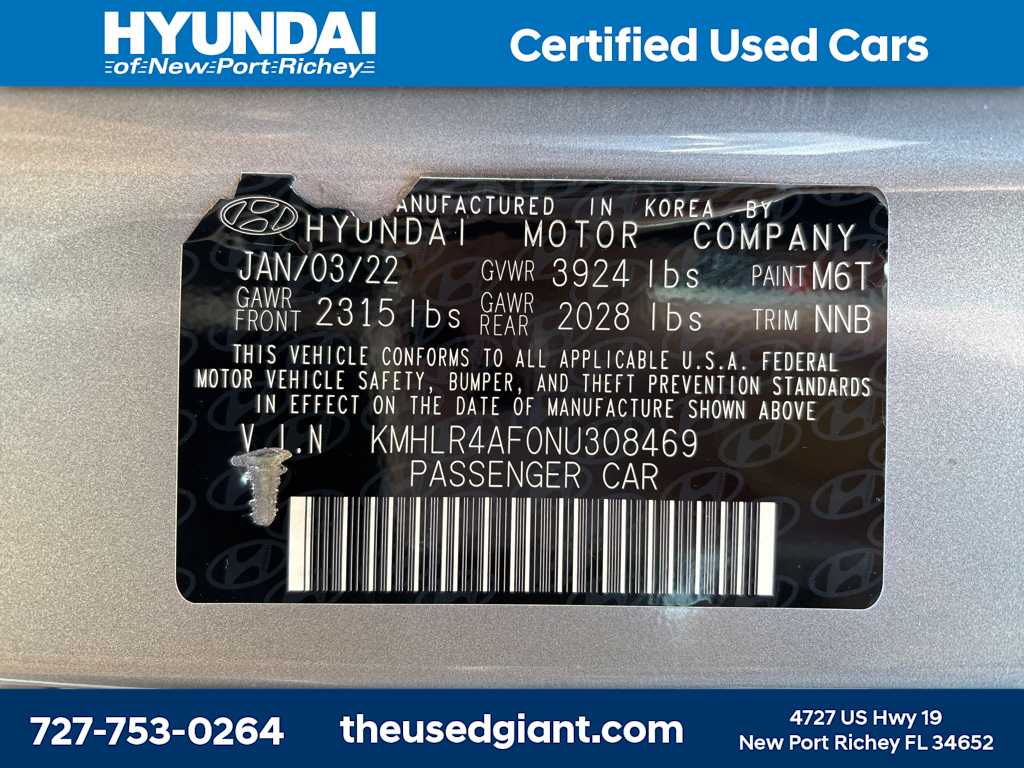 HYUNDAI
of New Port Richey
Certified Used Cars
ANUFACTURED IN KOREA BY
HYUNDAI MOTOR COMPANY
JAN/03/22 GVWR 3924 lbs PAINT M6T
GAWR FRONT 2315 lbs GAWR REAR 2028 lbs TRIM NNB
THIS VEHICLE CONFORMS TO ALL APPLICABLE U.S.A. FEDERAL
MOTOR VEHICLE SAFETY, BUMPER, AND THEFT PREVENTION STANDARDS
IN EFFECT ON THE DATE OF MANUFACTURE SHOWN ABOVE
V.I.N KMHLR4AF0NU308469
PASSENGER CAR
727-753-0264
theusedgiant.com
4727 US Hwy 19
New Port Richey FL 34652